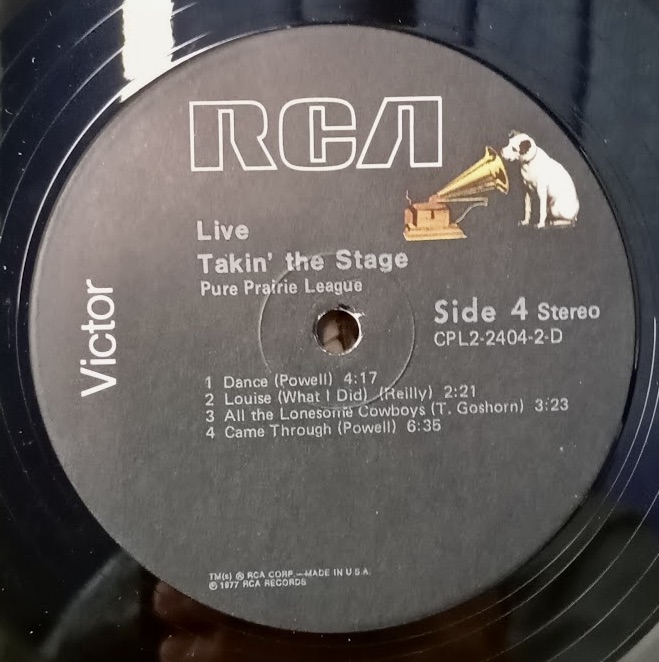 RCA
Live
Takin' the Stage
Pure Prairie League
Victor
Side 4 Stereo
CPL2-2404-2-D
1 Dance (Powell) 4:17
2 Louise (What I Did) (Reilly) 2:21
3 All the Lonesome Cowboys (T. Goshorn) 3:23
4 Came Through (Powell) 6:35
TM(s) ® RCA CORP.—MADE IN U.S.A.
© 1977 RCA RECORDS